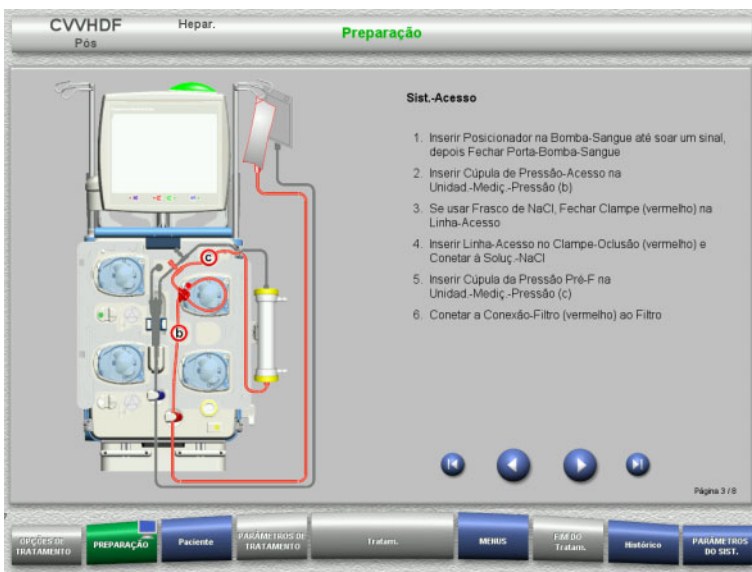 CVVHDF
Hepar.
Pós
Preparação
Sist.-Acesso
1. Inserir Posicionador na Bomba-Sangue até soar um sinal,
depois Fechar Porta-Bomba-Sangue
2. Inserir Cúpula de Pressão-Acesso na
Unidad.-Mediç.-Pressão (b)
3. Se usar Frasco de NaCl, Fechar Clampe (vermelho) na
Linha-Acesso
4. Inserir Linha-Acesso no Clampe-Oclusão (vermelho) e
Conetar á Soluç.-NaCl
5. Inserir Cúpula da Pressão Pré-F na
Unidad.-Mediç.-Pressão (c)
6. Conetar a Conexão-Filtro (vermelho) ao Filtro
c
b
Página 3 / 8
OPÇÕES DE
TRATAMENTO
PREPARAÇÃO
Paciente
PARÂMETROS DE
TRATAMENTO
Tratam.
MENUS
FIM DO
Tratam.
Histórico
PARÂMETROS
DO SIST.